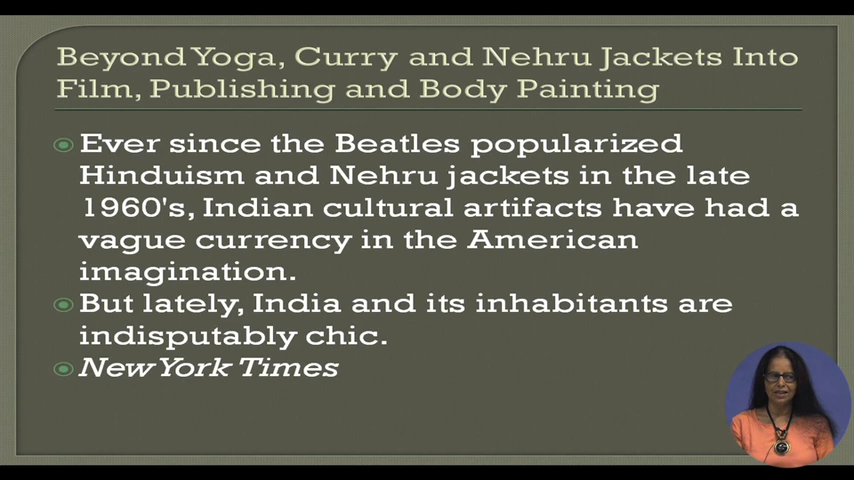 Beyond Yoga, Curry and Nehru Jackets Into
Film, Publishing and Body Painting
Ever since the Beatles popularized
Hinduism and Nehru jackets in the late
1960's, Indian cultural artifacts have had a
vague currency in the American
imagination.
But lately, India and its inhabitants are
indisputably chic.
New York Times